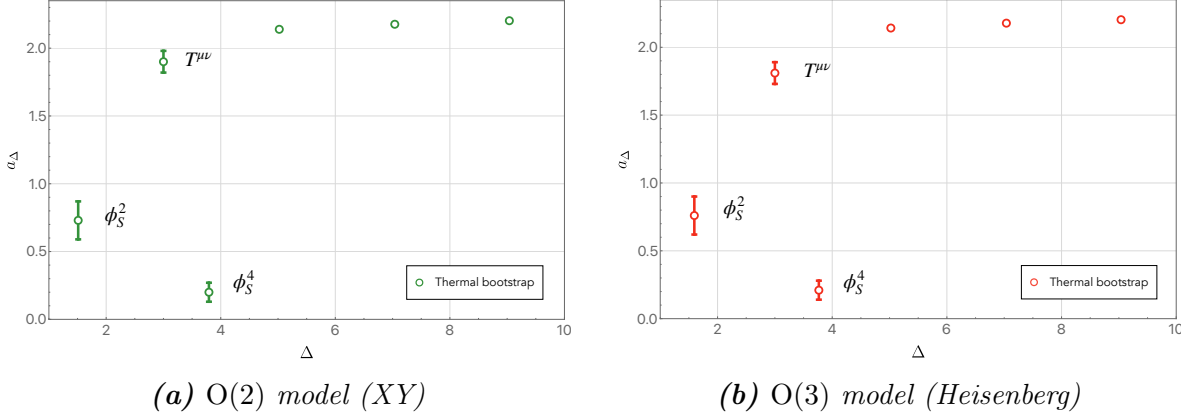 2.0
1.5
1.0
0.5
0.0
a_Δ
T^{μν}
ϕ_S^2
ϕ_S^4
Thermal bootstrap
2 4 6 8 10
Δ
(a) O(2) model (XY)
2.0
1.5
1.0
0.5
0.0
a_Δ
T^{μν}
ϕ_S^2
ϕ_S^4
Thermal bootstrap
2 4 6 8 10
Δ
(b) O(3) model (Heisenberg)